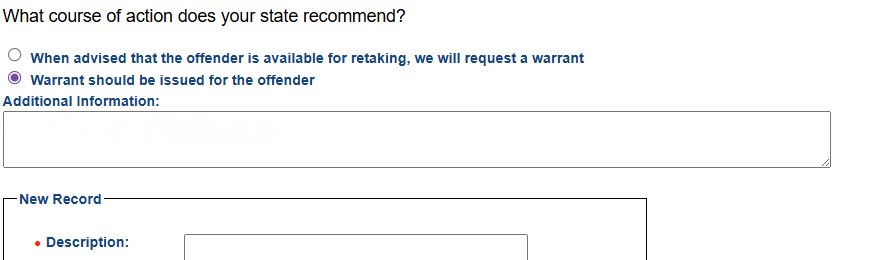 What course of action does your state recommend?
When advised that the offender is available for retaking, we will request a warrant
Warrant should be issued for the offender
Additional Information:
New Record
Description: